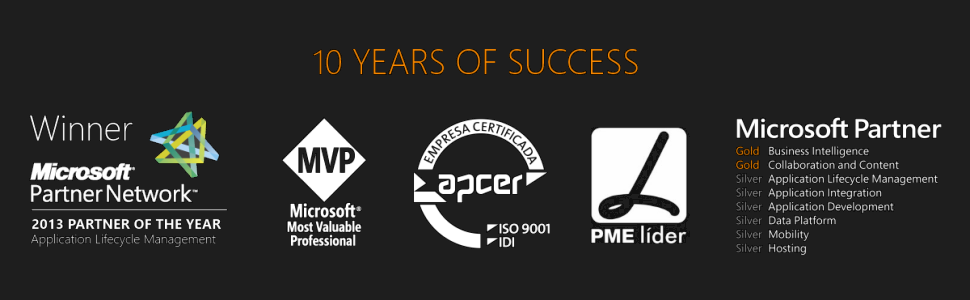 10 YEARS OF SUCCESS
Winner
Microsoft®
Partner Network™
2013 PARTNER OF THE YEAR
Application Lifecycle Management
MVP
Microsoft®
Most Valuable
Professional
EMPRESA CERTIFICADA
apcer
ISO 9001
IDI
PME líder
Microsoft Partner
Gold Business Intelligence
Gold Collaboration and Content
Silver Application Lifecycle Management
Silver Application Integration
Silver Application Development
Silver Data Platform
Silver Mobility
Silver Hosting